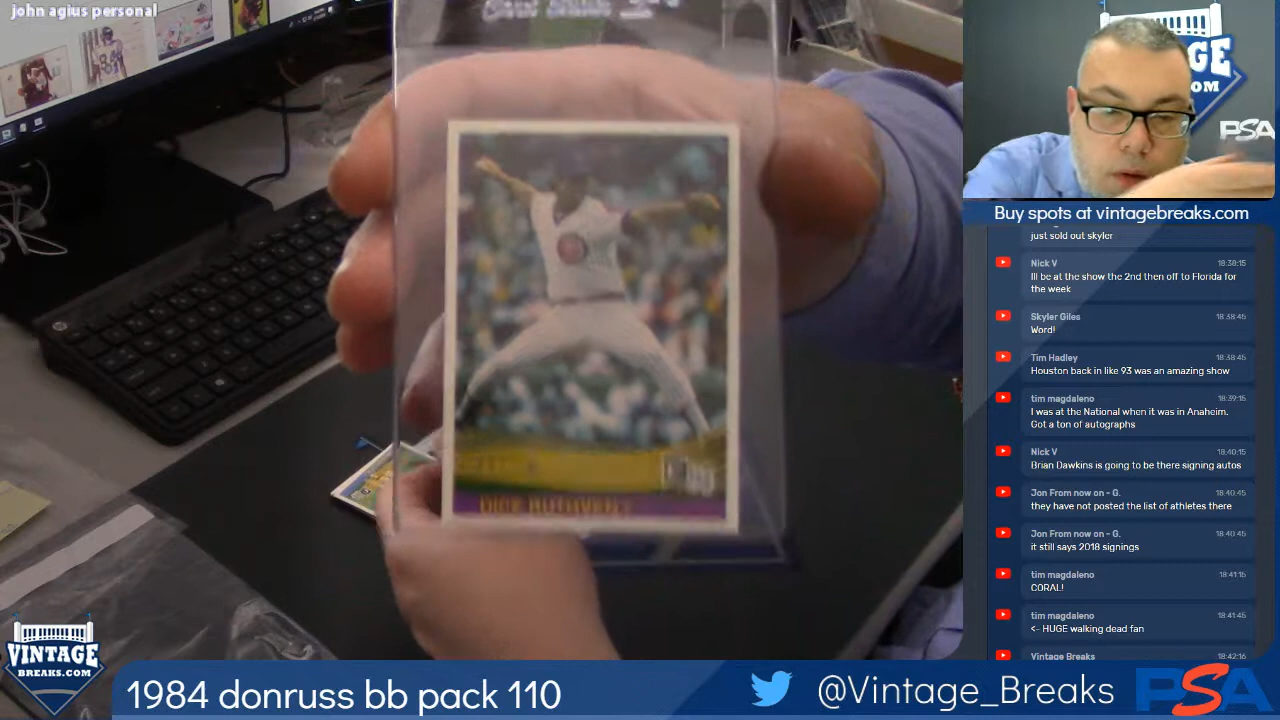 john agius personal
GE
OM
PSA
DICK RUTHVEN
Buy spots at vintagebreaks.com
just sold out skyler
Nick V 18:38:15
Ill be at the show the 2nd then off to Florida for
the week
Skyler Giles 18:38:45
Word!
Tim Hadley 18:38:45
Houston back in like 93 was an amazing show
tim magdaleno 18:39:15
I was at the National when it was in Anaheim.
Got a ton of autographs
Nick V 18:40:15
Brian Dawkins is going to be there signing autos
Jon From now on - G. 18:40:45
they have not posted the list of athletes there
Jon From now on - G. 18:40:45
it still says 2018 signings
tim magdaleno 18:41:15
CORAL!
tim magdaleno 18:41:45
<- HUGE walking dead fan
Vintage Breaks 18:42:16
VINTAGE
BREAKS.COM
1984 donruss bb pack 110
@Vintage_Breaks
PSA